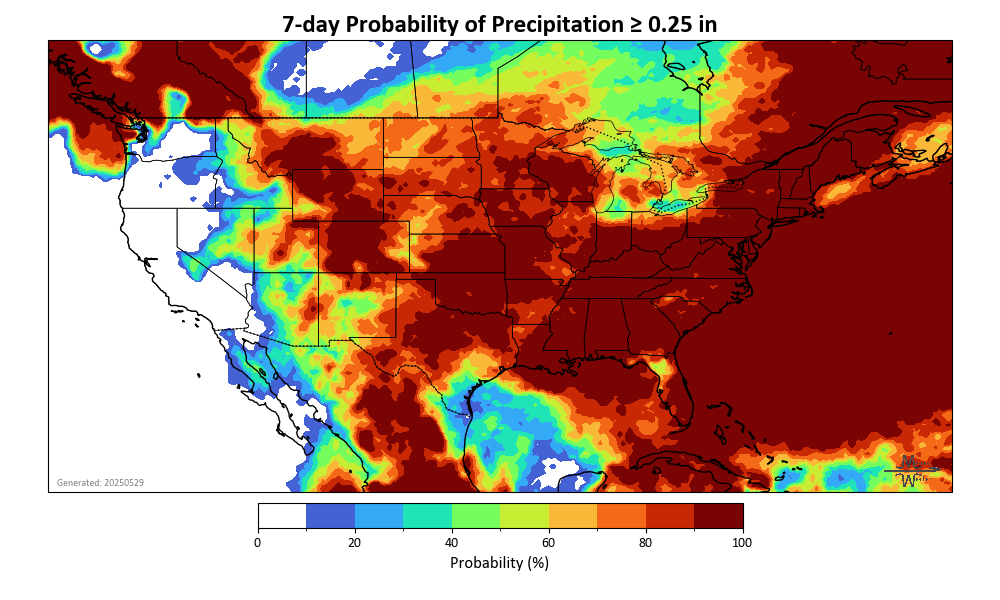 7-day Probability of Precipitation ≥ 0.25 in
Generated: 20250529
0 20 40 60 80 100
Probability (%)